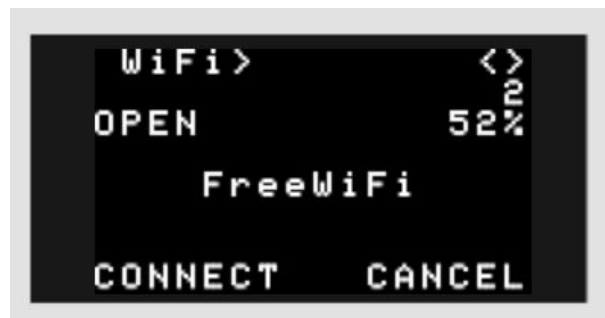 WiFi> <>
2
OPEN 52%
FreeWiFi
CONNECT CANCEL